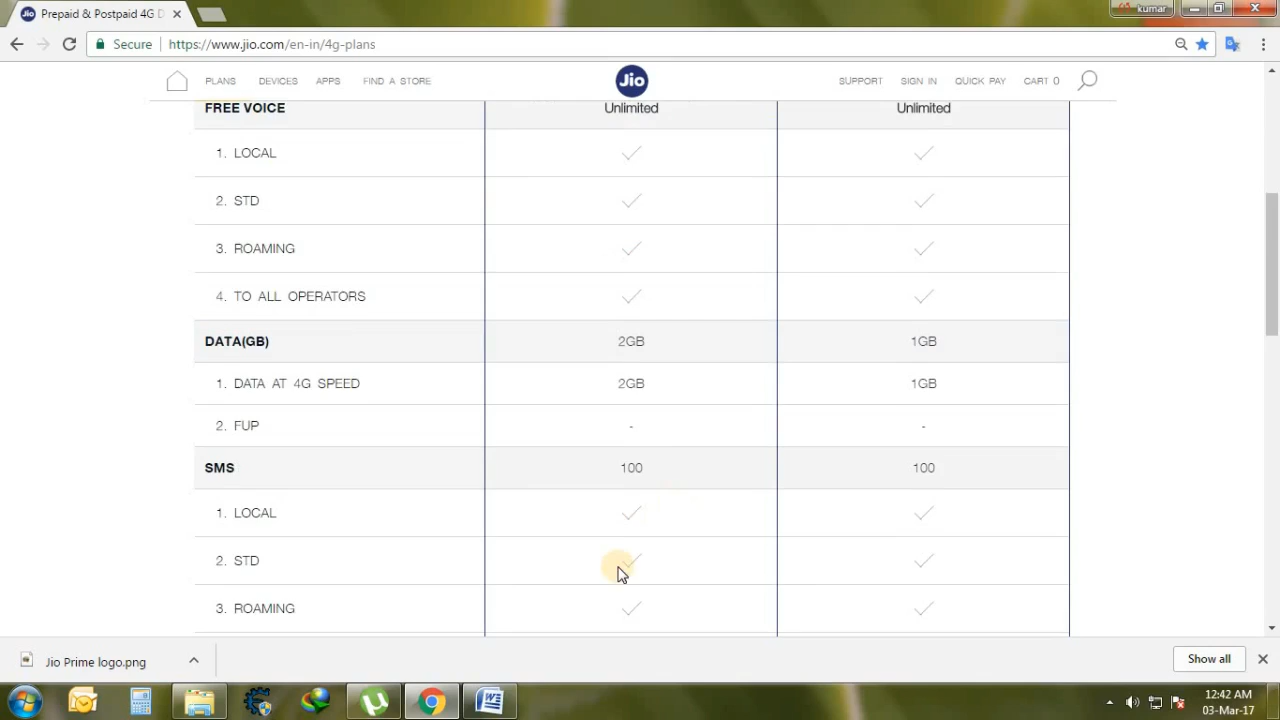 Prepaid & Postpaid 4G D
kumar
Secure https://www.jio.com/en-in/4g-plans
PLANS DEVICES APPS FIND A STORE Jio SUPPORT SIGN IN QUICK PAY CART 0
FREE VOICE Unlimited Unlimited
1. LOCAL
2. STD
3. ROAMING
4. TO ALL OPERATORS
DATA(GB) 2GB 1GB
1. DATA AT 4G SPEED 2GB 1GB
2. FUP - -
SMS 100 100
1. LOCAL
2. STD
3. ROAMING
Jio Prime logo.png Show all
12:42 AM
03-Mar-17